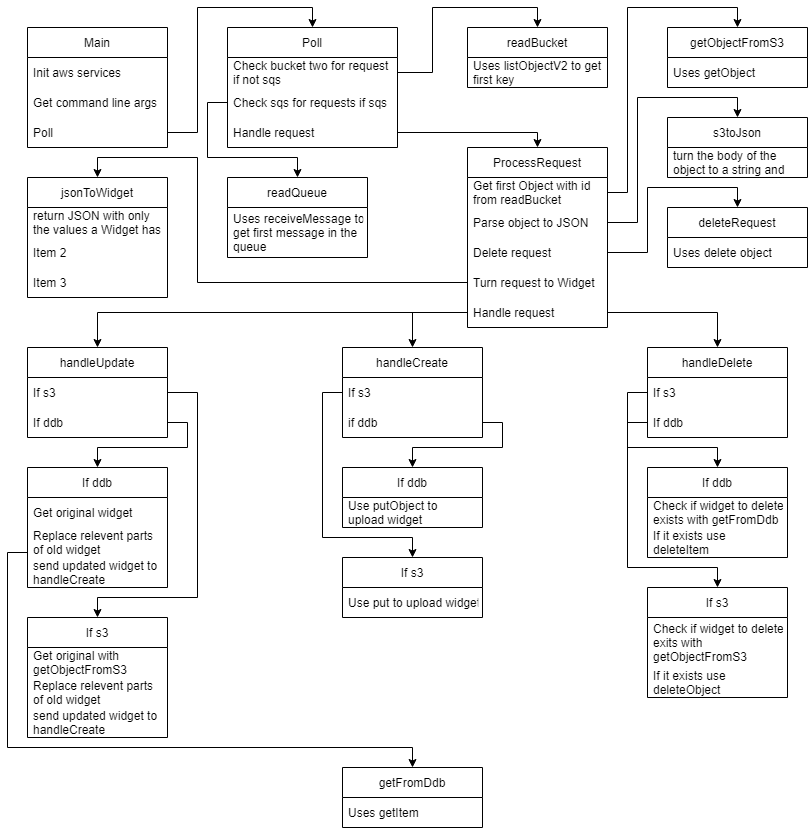 Main
Init aws services
Get command line args
Poll
Poll
Check bucket two for request
if not sqs
Check sqs for requests if sqs
Handle request
readBucket
Uses listObjectV2 to get
first key
getObjectFromS3
Uses getObject
s3toJson
turn the body of the
object to a string and
ProcessRequest
Get first Object with id
from readBucket
Parse object to JSON
Delete request
Turn request to Widget
Handle request
deleteRequest
Uses delete object
jsonToWidget
return JSON with only
the values a Widget has
Item 2
Item 3
readQueue
Uses receiveMessage to
get first message in the
queue
handleUpdate
If s3
If ddb
handleCreate
If s3
if ddb
handleDelete
If s3
If ddb
If ddb
Get original widget
Replace relevent parts
of old widget
send updated widget to
handleCreate
If ddb
Use putObject to
upload widget
If ddb
Check if widget to delete
exists with getFromDdb
If it exists use
deleteItem
If s3
Use put to upload widget
If s3
Get original with
getObjectFromS3
Replace relevent parts
of old widget
send updated widget to
handleCreate
If s3
Check if widget to delete
exits with
getObjectFromS3
If it exists use
deleteObject
getFromDdb
Uses getItem